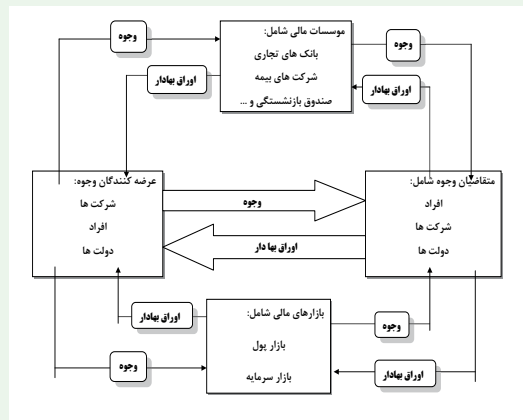 موسسات مالی شامل:
بانک های تجاری
شرکت های بیمه
صندوق بازنشستگی و ...
وجوه
وجوه
اوراق بهادار
اوراق بهادار
متقاضیان وجوه شامل:
افراد
شرکت ها
دولت ها
عرضه کنندگان وجوه:
شرکت ها
افراد
دولت ها
وجوه
اوراق بها دار
بازارهای مالی شامل:
بازار پول
بازار سرمایه
اوراق بهادار
وجوه
وجوه
اوراق بهادار